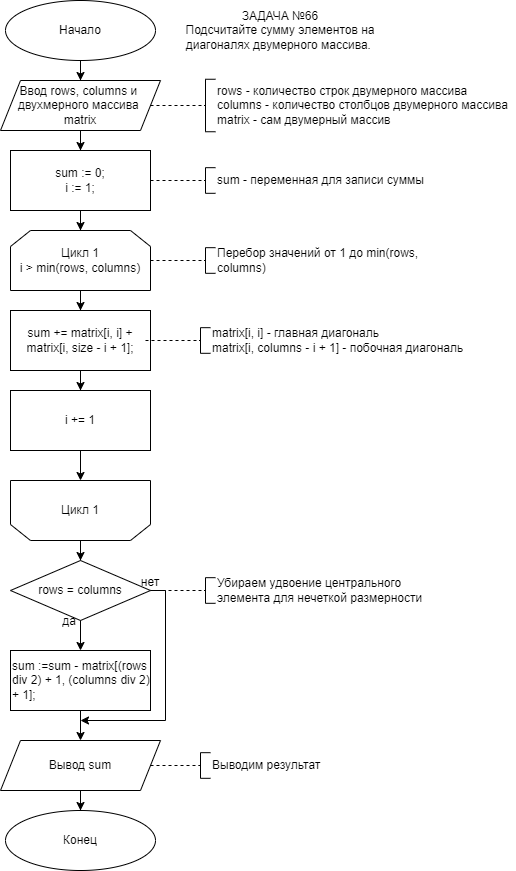 ЗАДАЧА №66
Подсчитайте сумму элементов на
диагоналях двумерного массива.
Начало
Ввод rows, columns и
двухмерного массива
matrix
rows - количество строк двумерного массива
columns - количество столбцов двумерного массива
matrix - сам двумерный массив
sum := 0;
i := 1;
sum - переменная для записи суммы
Цикл 1
i > min(rows, columns)
Перебор значений от 1 до min(rows,
columns)
sum += matrix[i, i] +
matrix[i, size - i + 1];
matrix[i, i] - главная диагональ
matrix[i, columns - i + 1] - побочная диагональ
i += 1
Цикл 1
rows = columns
нет
да
Убираем удвоение центрального
элемента для нечеткой размерности
sum :=sum - matrix[(rows
div 2) + 1, (columns div 2)
+ 1];
Вывод sum
Выводим результат
Конец